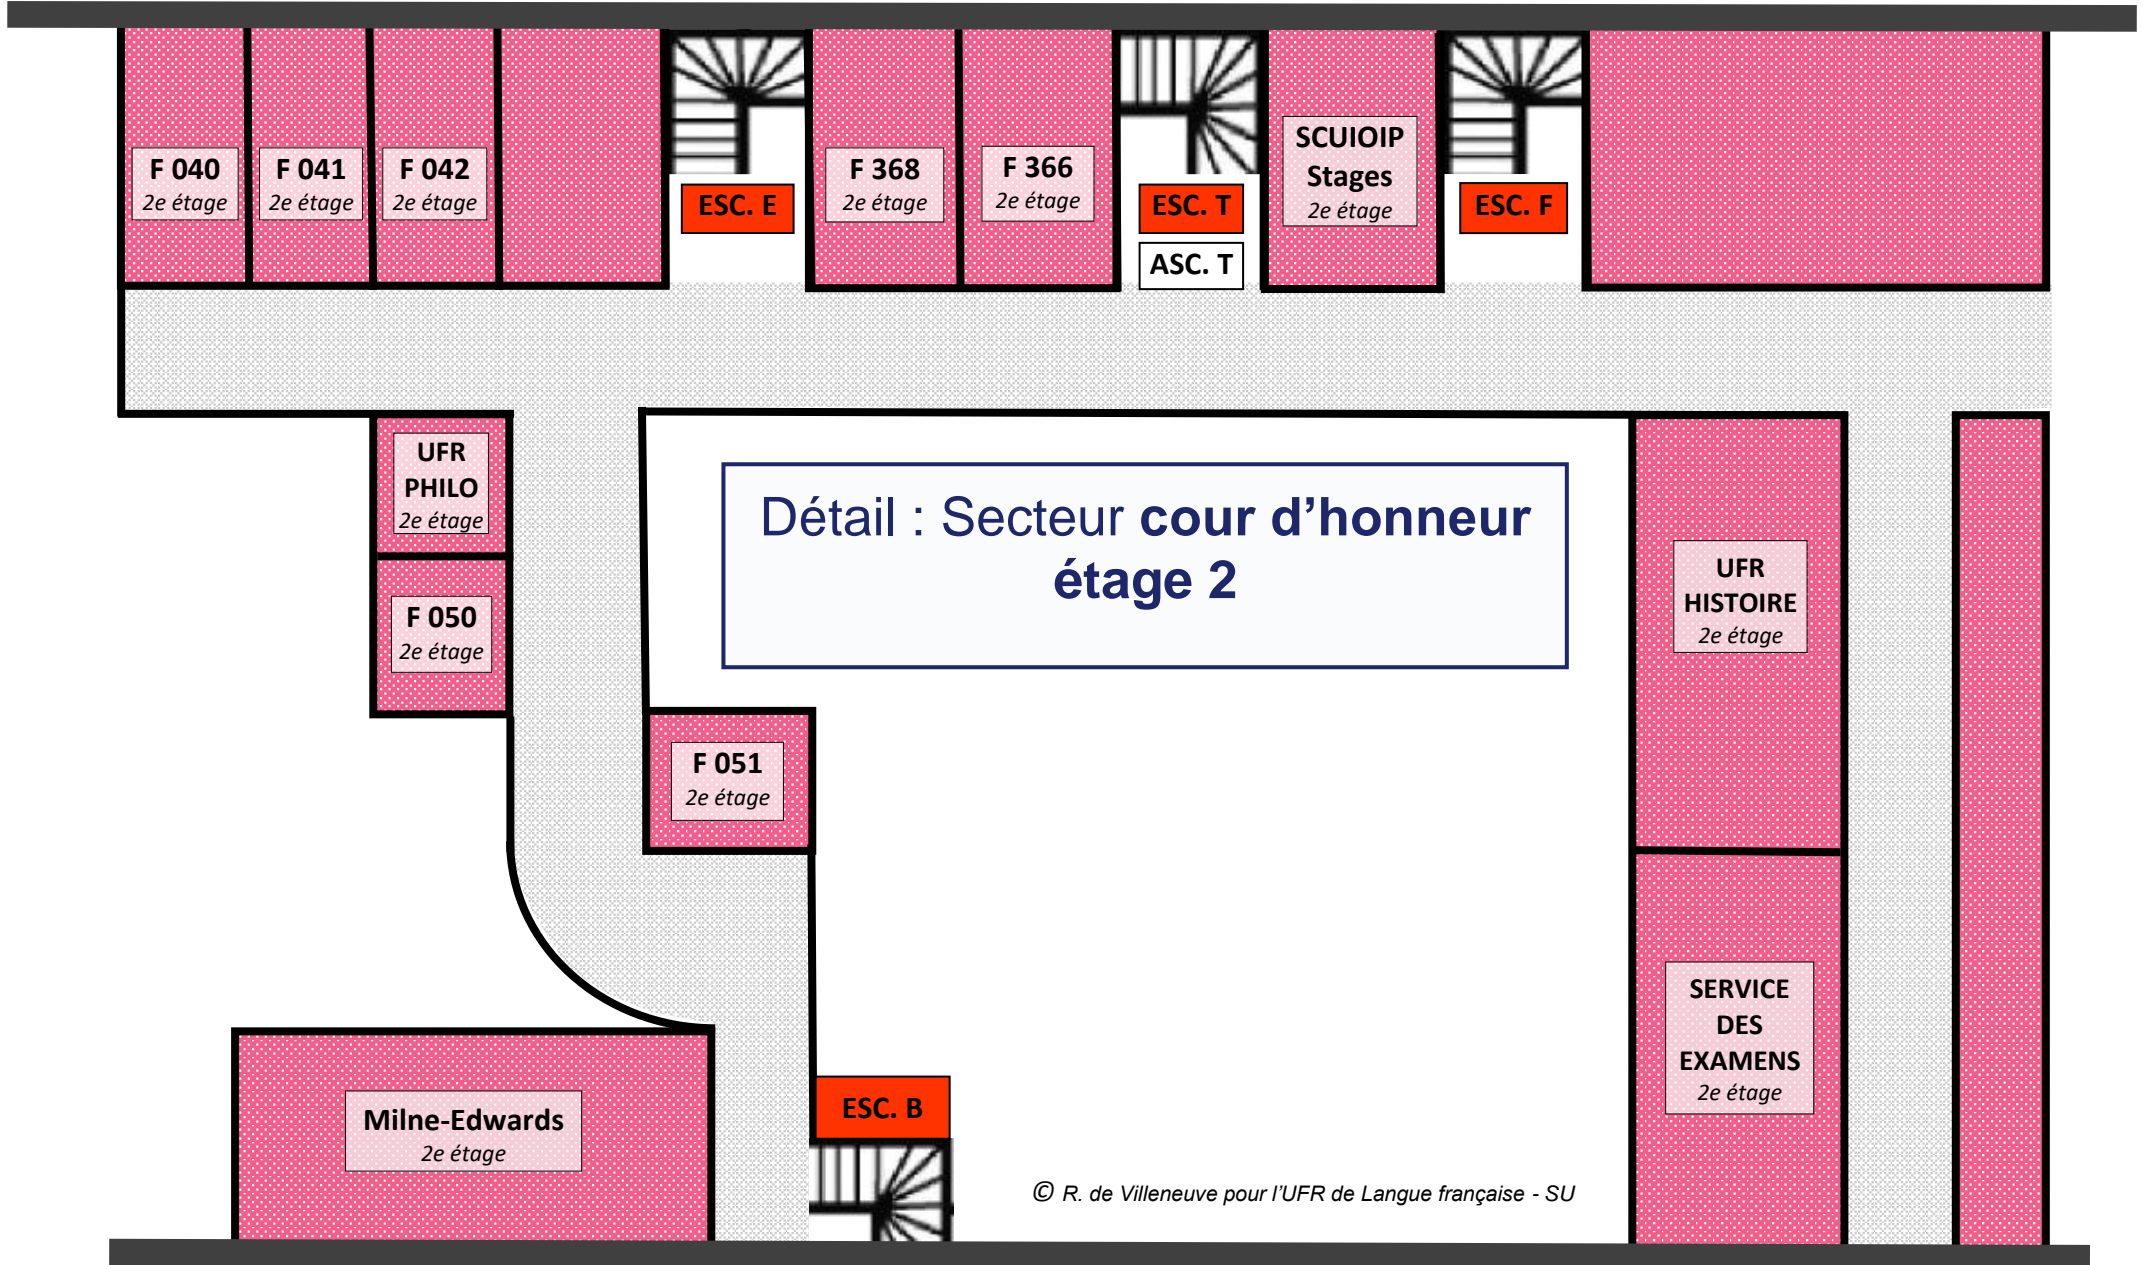 F 040
2e étage
F 041
2e étage
F 042
2e étage
ESC. E
F 368
2e étage
F 366
2e étage
ESC. T
ASC. T
SCUIOIP
Stages
2e étage
ESC. F
UFR
PHILO
2e étage
F 050
2e étage
Détail : Secteur cour d’honneur
étage 2
F 051
2e étage
UFR
HISTOIRE
2e étage
SERVICE
DES
EXAMENS
2e étage
Milne-Edwards
2e étage
ESC. B
© R. de Villeneuve pour l’UFR de Langue française - SU